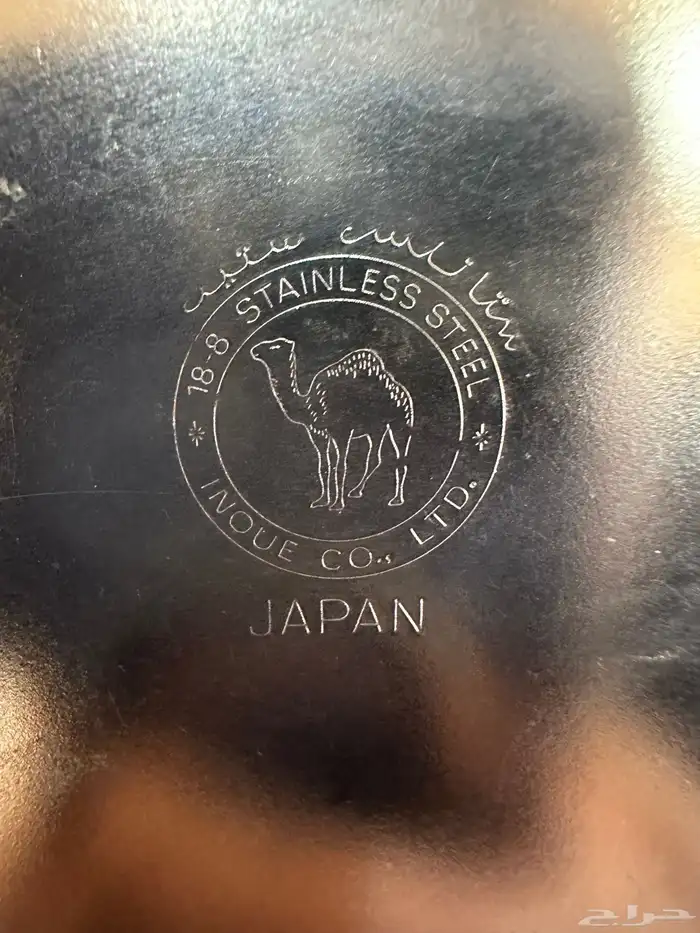 ستانلس ستيل
18-8 STAINLESS STEEL
INOUE CO., LTD.
JAPAN
حراج